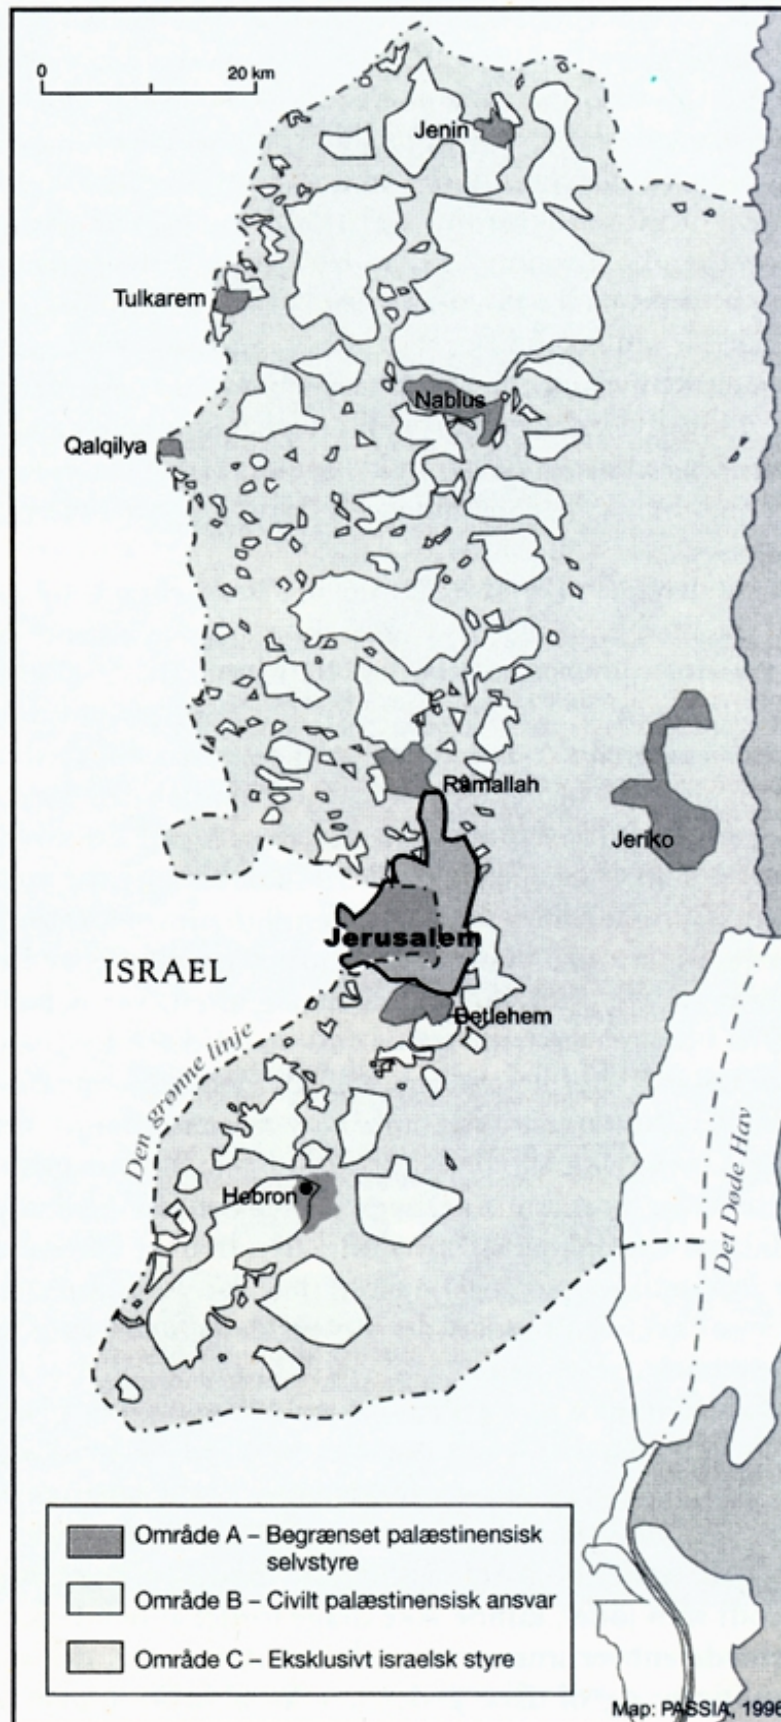 0 20 km
Jenin
Tulkarem
Nablus
Qalqilya
Ramallah
Jeriko
Jerusalem
ISRAEL
Betlehem
Den grønne linje
Hebron
Det Døde Hav
Område A – Begrænset palæstinensisk
selvstyre
Område B – Civilt palæstinensisk ansvar
Område C – Eksklusivt israelsk styre
Map: PASSIA, 1996